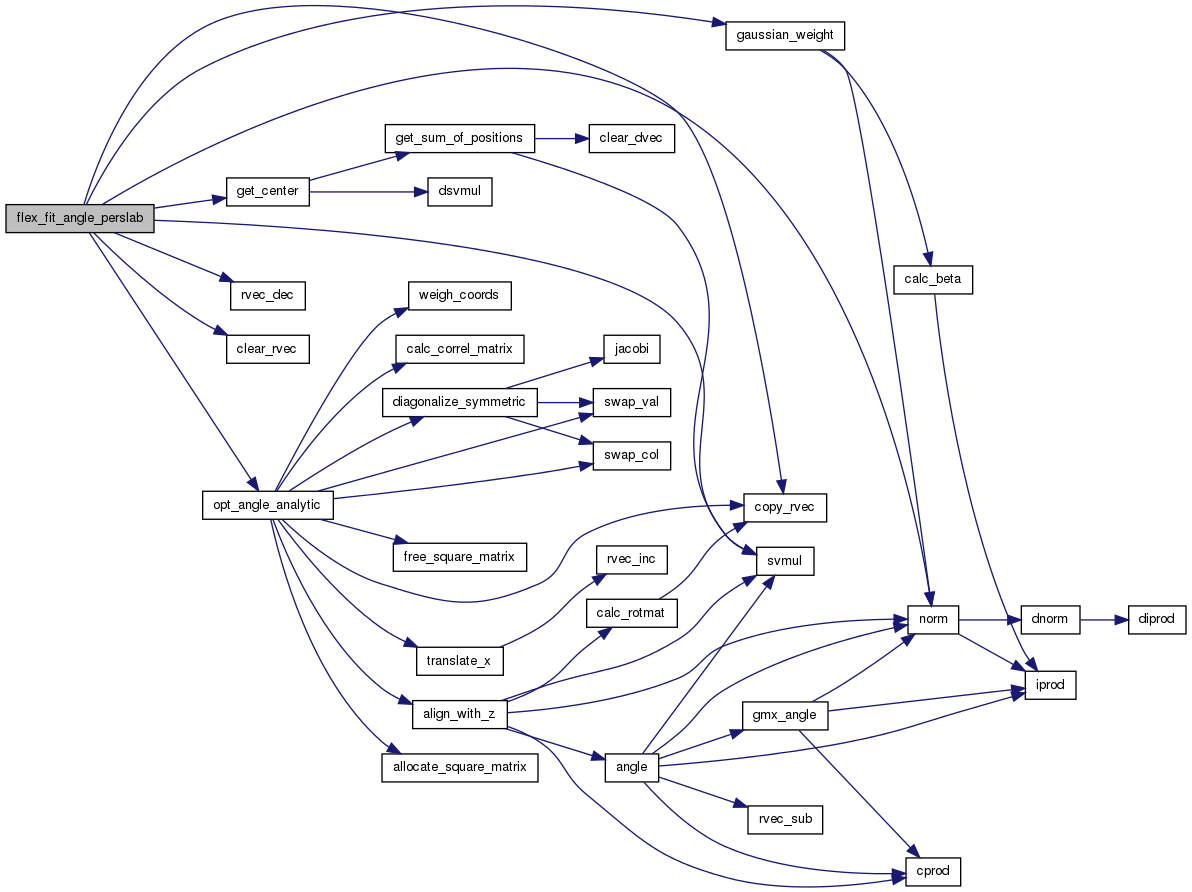 gaussian_weight
get_sum_of_positions
clear_dvec
get_center
dsvmul
flex_fit_angle_perslab
calc_beta
rvec_dec
weigh_coords
clear_rvec
calc_correl_matrix
jacobi
diagonalize_symmetric
swap_val
swap_col
opt_angle_analytic
copy_rvec
free_square_matrix
rvec_inc
svmul
calc_rotmat
norm
dnorm
diprod
translate_x
iprod
align_with_z
gmx_angle
allocate_square_matrix
angle
rvec_sub
cprod